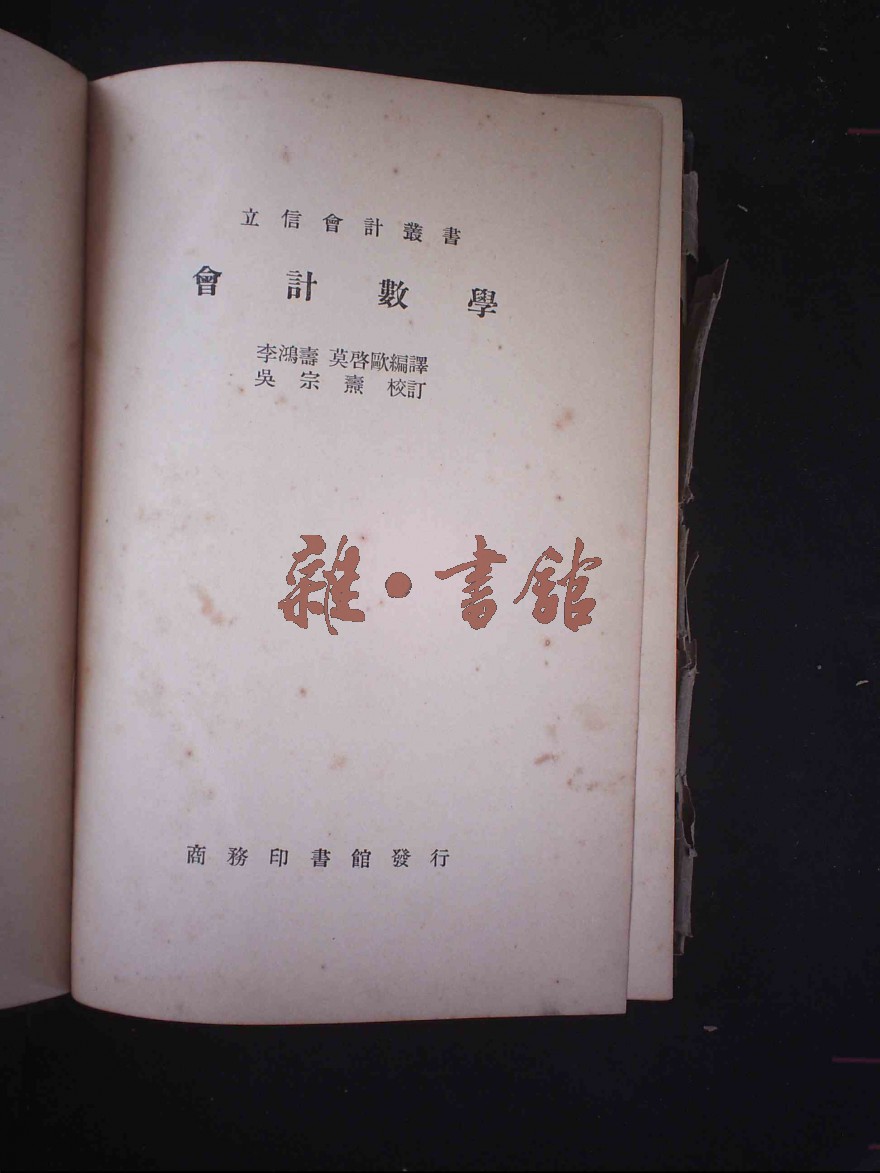 立信會計叢書
會計數學
李鴻壽 莫啓歐編譯
吳宗燾校訂
雜·書館
商務印書館發行